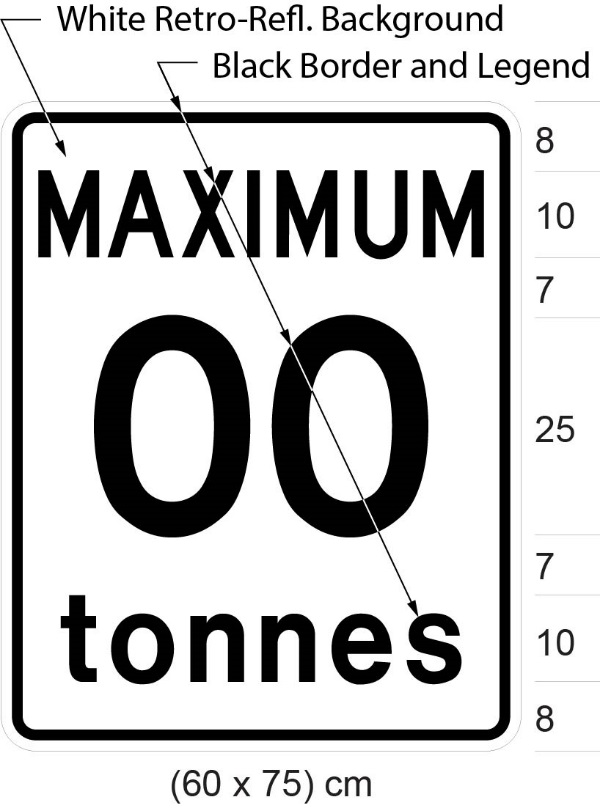 White Retro-Refl. Background
Black Border and Legend
8
MAXIMUM
10
7
00
25
7
tonnes
10
8
(60 x 75) cm